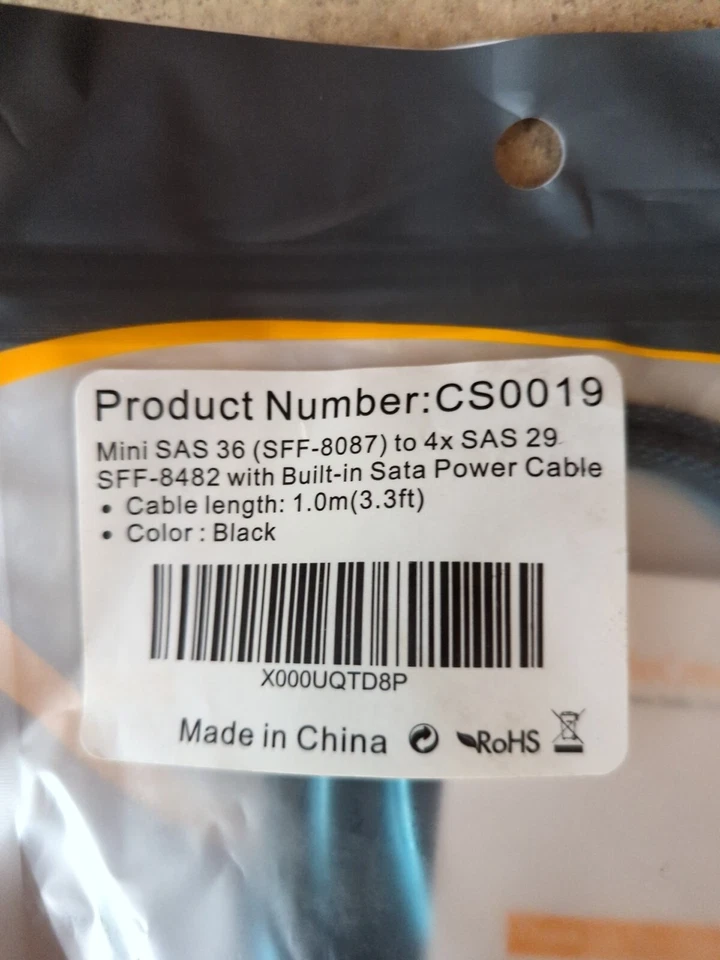 Product Number:CS0019
Mini SAS 36 (SFF-8087) to 4x SAS 29
SFF-8482 with Built-in Sata Power Cable
• Cable length: 1.0m(3.3ft)
• Color : Black
X000UQTD8P
Made in China RoHS